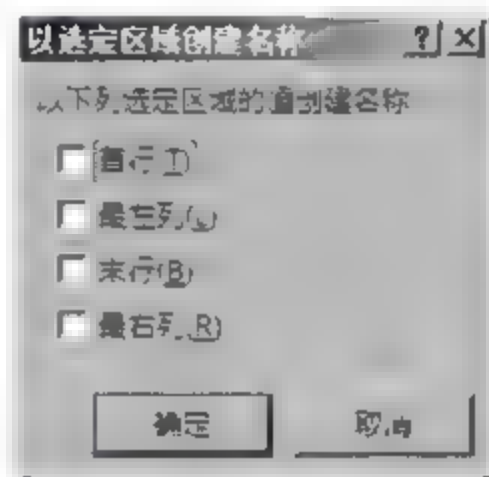 以选定区域创建名称
以下列选定区域的值创建名称
首行(T)
最左列(L)
末行(B)
最右列(R)
确定
取消